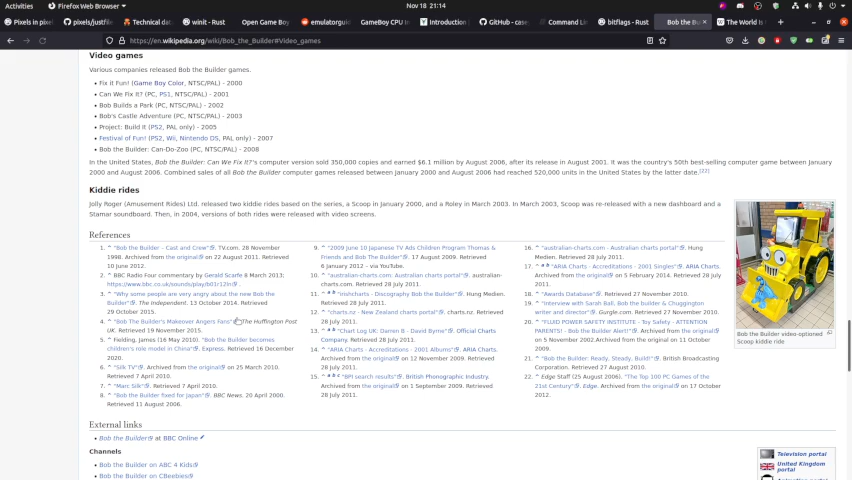 Activities
Firefox Web Browser
Nov 18 21:14
Pixels in pixel
pixels/justfile
Technical dat
winit - Rust
Open Game Bo
emulatorguide
GameBoy CPU
Introduction
GitHub - case
Command Lin
bitflags - Rust
Bob the Bu
The World Is
https://en.wikipedia.org/wiki/Bob_the_Builder#Video_games
Video games
Various companies released Bob the Builder games.
• Fix it Fun! (Game Boy Color, NTSC/PAL) - 2000
• Can We Fix It? (PC, PS1, NTSC/PAL) - 2001
• Bob Builds a Park (PC, NTSC/PAL) - 2002
• Bob's Castle Adventure (PC, NTSC/PAL) - 2003
• Project: Build It (PS2, PAL only) - 2005
• Festival of Fun! (PS2, Wii, Nintendo DS, PAL only) - 2007
• Bob the Builder: Can-Do-Zoo (PC, NTSC/PAL) - 2008
In the United States, Bob the Builder: Can We Fix It?'s computer version sold 350,000 copies and earned $6.1 million by August 2006, after its release in August 2001. It was the country's 50th best-selling computer game between January
2000 and August 2006. Combined sales of all Bob the Builder computer games released between January 2000 and August 2006 had reached 520,000 units in the United States by the latter date.[22]
Kiddie rides
Jolly Roger (Amusement Rides) Ltd. released two kiddie rides based on the series, a Scoop in January 2000, and a Roley in March 2003. In March 2003, Scoop was re-released with a new dashboard and a
Starmar soundboard. Then, in 2004, versions of both rides were released with video screens.
Bob the Builder video-optioned
Scoop kiddie ride
References
1. ^ "Bob the Builder – Cast and Crew". TV.com. 28 November
1998. Archived from the original on 22 August 2011. Retrieved
10 June 2012.
2. ^ BBC Radio Four commentary by Gerald Scarfe 8 March 2013;
https://www.bbc.co.uk/sounds/play/b01r12ln.
3. ^ "Why some people are very angry about the new Bob the
Builder". The Independent. 13 October 2014. Retrieved
29 October 2015.
4. ^ "Bob The Builder's Makeover Angers Fans". The Huffington Post
UK. Retrieved 19 November 2015.
5. ^ Fielding, James (16 May 2010). "Bob the Builder becomes
children's role model in China". Express. Retrieved 16 December
2020.
6. ^ "Silk TV". Archived from the original on 25 March 2010.
Retrieved 7 April 2010.
7. ^ "Marc Silk". Retrieved 7 April 2010.
8. ^ "Bob the Builder fixed for Japan". BBC News. 20 April 2000.
Retrieved 11 August 2006.
9. ^ "2009 June 10 Japanese TV Ads Children Program Thomas &
Friends and Bob The Builder". 17 August 2009. Retrieved
6 January 2012 – via YouTube.
10. ^ "australian-charts.com: Australian charts portal". australian-
charts.com. Retrieved 28 July 2011.
11. ^ a b "irishcharts - Discography Bob the Builder". Hung Medien.
Retrieved 28 July 2011.
12. ^ "charts.nz - New Zealand charts portal". charts.nz. Retrieved
28 July 2011.
13. ^ a b "Chart Log UK: Darren B - David Byrne". Official Charts
Company. Retrieved 28 July 2011.
14. ^ "ARIA Charts - Accreditations - 2001 Albums". ARIA Charts.
Archived from the original on 12 November 2009. Retrieved
28 July 2011.
15. ^ a b c "BPI search results". British Phonographic Industry.
Archived from the original on 1 September 2009. Retrieved
28 July 2011.
16. ^ "australian-charts.com - Australian charts portal". Hung
Medien. Retrieved 28 July 2011.
17. ^ a b "ARIA Charts - Accreditations - 2001 Singles". ARIA Charts.
Archived from the original on 5 February 2014. Retrieved 28 July
2011.
18. ^ "Awards Database". Retrieved 27 November 2010.
19. ^ "Interview with Sarah Ball, Bob the builder & Chuggington
writer and director". Gurgle.com. Retrieved 27 November 2010.
20. ^ "FLUID POWER SAFETY INSTITUTE - Toy Safety - ATTENTION
PARENTS! - Bob the Builder Alert!". Archived from the original
on 5 November 2002. Archived from the original on 11 October
2009.
21. ^ "Bob the Builder: Ready, Steady, Build!". British Broadcasting
Corporation. Retrieved 27 August 2010.
22. ^ Edge Staff (25 August 2006). "The Top 100 PC Games of the
21st Century". Edge. Archived from the original on 17 October
2012.
External links
• Bob the Builder at BBC Online
Channels
• Bob the Builder on ABC 4 Kids
• Bob the Builder on CBeebies
Television portal
United Kingdom
portal